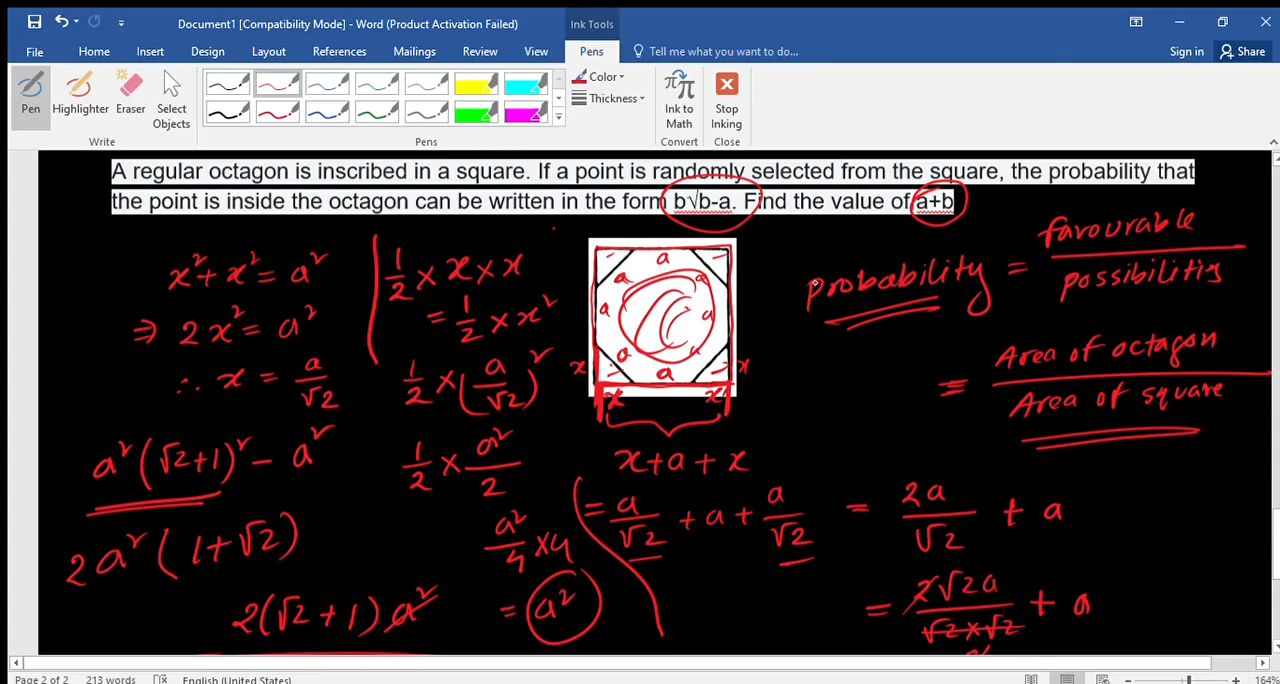 Document1 [Compatibility Mode] - Word (Product Activation Failed)
Ink Tools
File Home Insert Design Layout References Mailings Review View Pens Tell me what you want to do... Sign in Share
Pen Highlighter Eraser Select Objects
Color
Thickness
Ink to Math
Stop Inking
Write Pens Convert Close
A regular octagon is inscribed in a square. If a point is randomly selected from the square, the probability that
the point is inside the octagon can be written in the form b√b-a. Find the value of a+b
x² + x² = a²
⇒ 2x² = a²
∴ x = a/√2
a²(√2+1)² - a²
2a²(1+√2)
2(√2+1)a²
1/2 × x × x
= 1/2 × x²
1/2 × (a/√2)²
1/2 × a²/2
a²/4 × 4
= a²
a
a a
a a
a a
a
x x
x x
x + a + x
= a/√2 + a + a/√2 = 2a/√2 + a
= 2√2a/√2×√2 + a
probability = favourable/possibilities
= Area of octagon/Area of square
Page 2 of 2 213 words English (United States) 164%